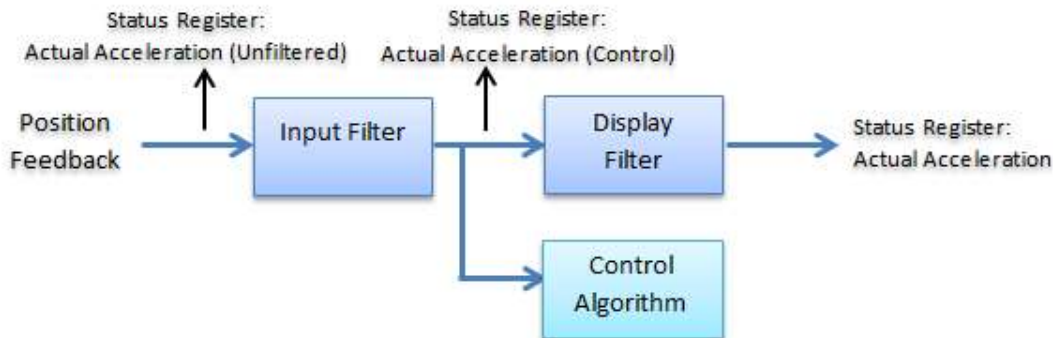 Status Register:
Actual Acceleration (Unfiltered)
Status Register:
Actual Acceleration (Control)
Position
Feedback
Input Filter
Display
Filter
Status Register:
Actual Acceleration
Control
Algorithm